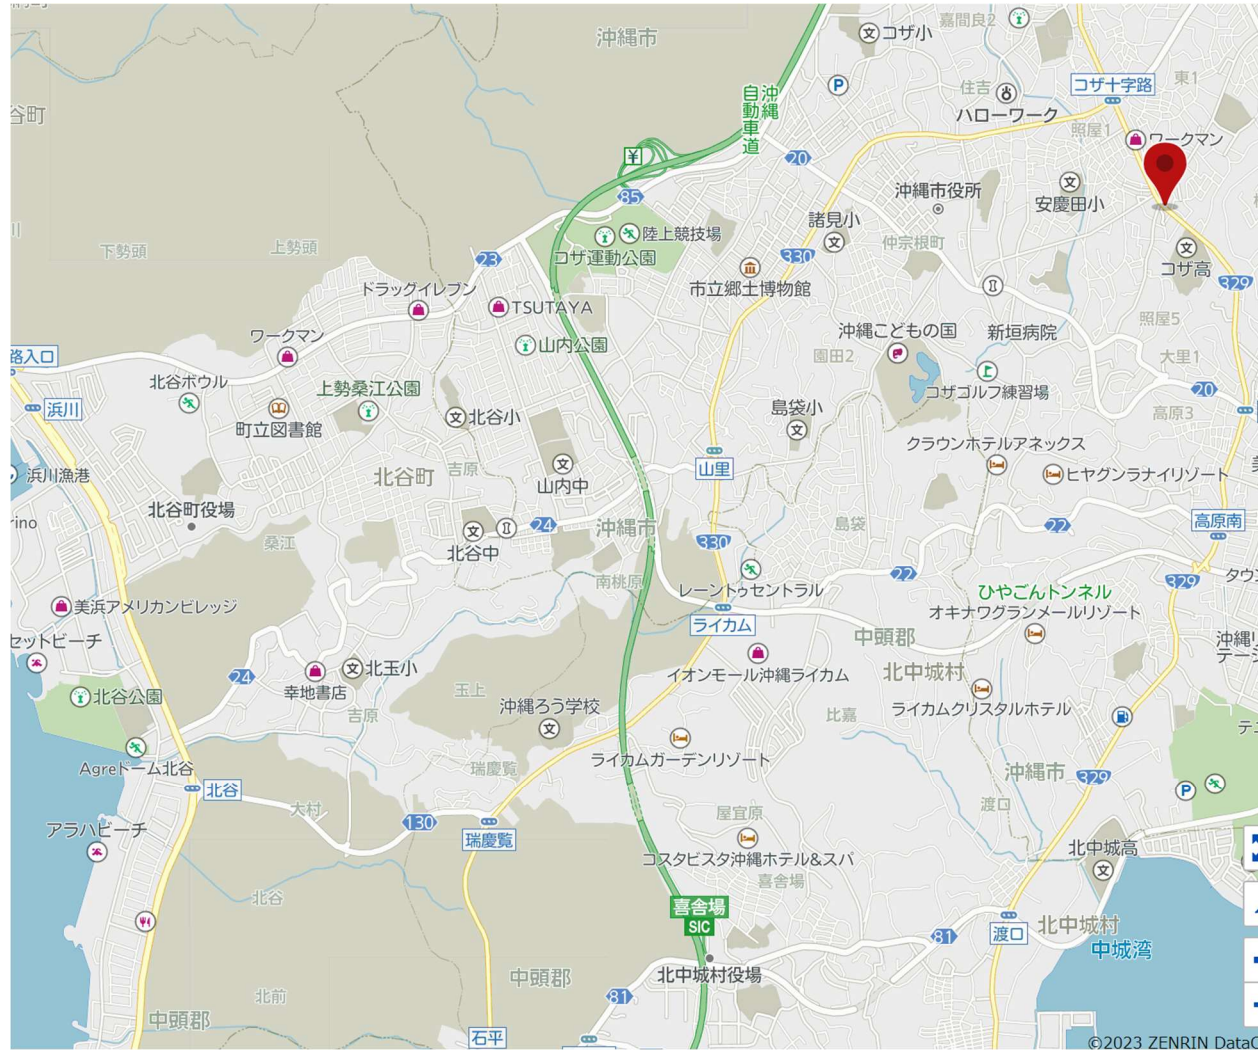 沖縄市
コザ小
嘉間良2
谷町
P
住吉
コザ十字路
東1
沖縄
自動車道
ハローワーク
照屋1
ワークマン
¥
20
85
沖縄市役所
安慶田小
諸見小
陸上競技場
コザ運動公園
仲宗根町
下勢頭
上勢頭
23
330
コザ高
329
市立郷土博物館
ドラッグイレブン
TSUTAYA
沖縄こどもの国
新垣病院
照屋5
ワークマン
山内公園
路入口
園田2
大里1
北谷ボウル
上勢桑江公園
コザゴルフ練習場
20
浜川
町立図書館
北谷小
島袋小
高原3
クラウンホテルアネックス
浜川漁港
北谷町
吉原
山里
ヒヤグンラナイリゾート
山内中
北谷町役場
rino
24
沖縄市
島袋
22
高原南
桑江
北谷中
330
南桃原
レーントゥセントラル
22
ひやごんトンネル
329
タウン
美浜アメリカンビレッジ
オキナワグランメールリゾート
ライカム
中頭郡
セットビーチ
北玉小
24
イオンモール沖縄ライカム
北中城村
沖縄リ
テージ
北谷公園
幸地書店
玉上
沖縄ろう学校
吉原
比嘉
ライカムクリスタルホテル
Agreドーム北谷
瑞慶覧
ライカムガーデンリゾート
沖縄市
329
北谷
大村
130
瑞慶覧
屋宜原
渡口
P
アラハビーチ
コスタビスタ沖縄ホテル&スパ
北中城高
喜舎場
北谷
喜舎場
SIC
渡口
北中城村
81
中城湾
北中城村役場
中頭郡
北前
81
中頭郡
石平
©2023 ZENRIN Data